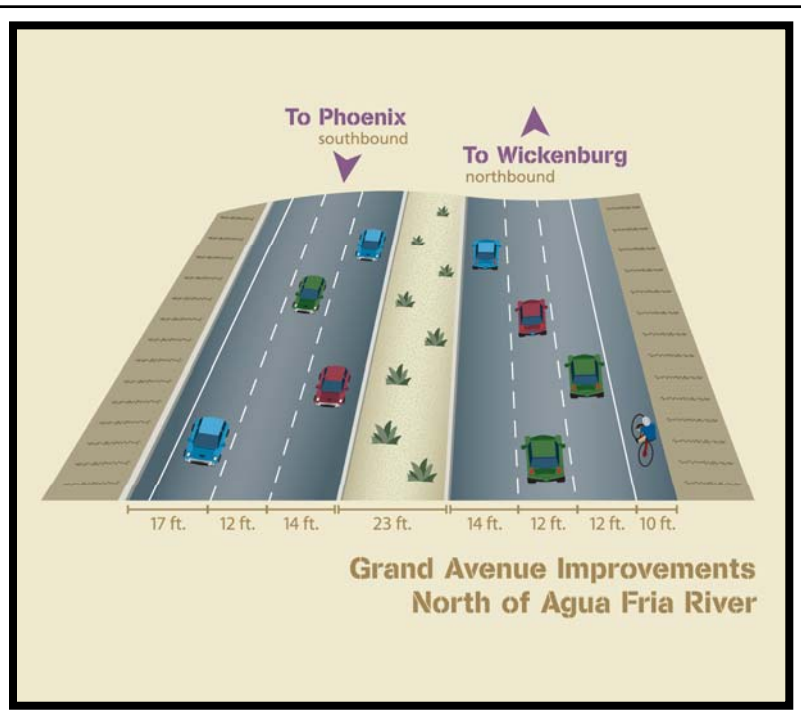 To Phoenix
southbound
To Wickenburg
northbound
17 ft. 12 ft. 14 ft. 23 ft. 14 ft. 12 ft. 12 ft. 10 ft.
Grand Avenue Improvements
North of Agua Fria River